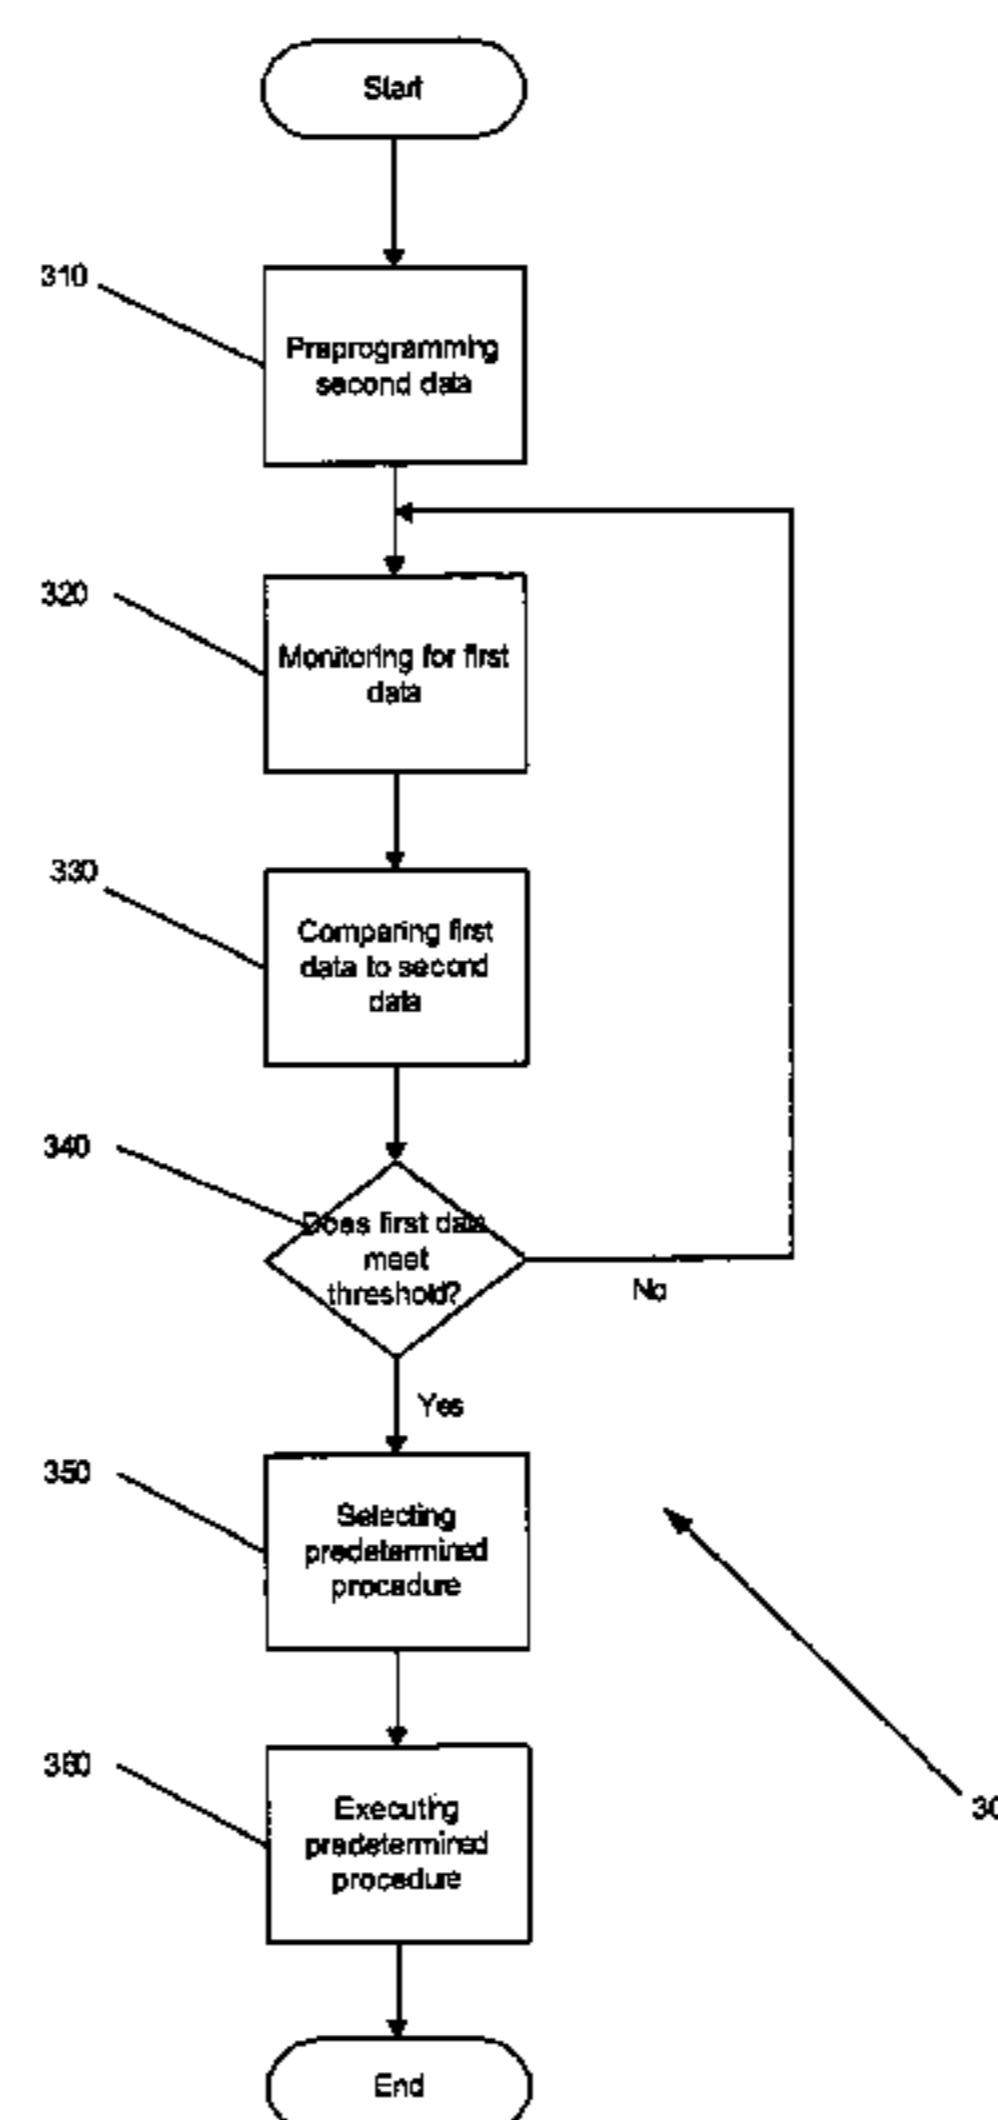 Start
310
Preprogramming
second data
320
Monitoring for first
data
330
Comparing first
data to second
data
340
Does first data
meet
threshold?
No
Yes
350
Selecting
predetermined
procedure
360
Executing
predetermined
procedure
30
End